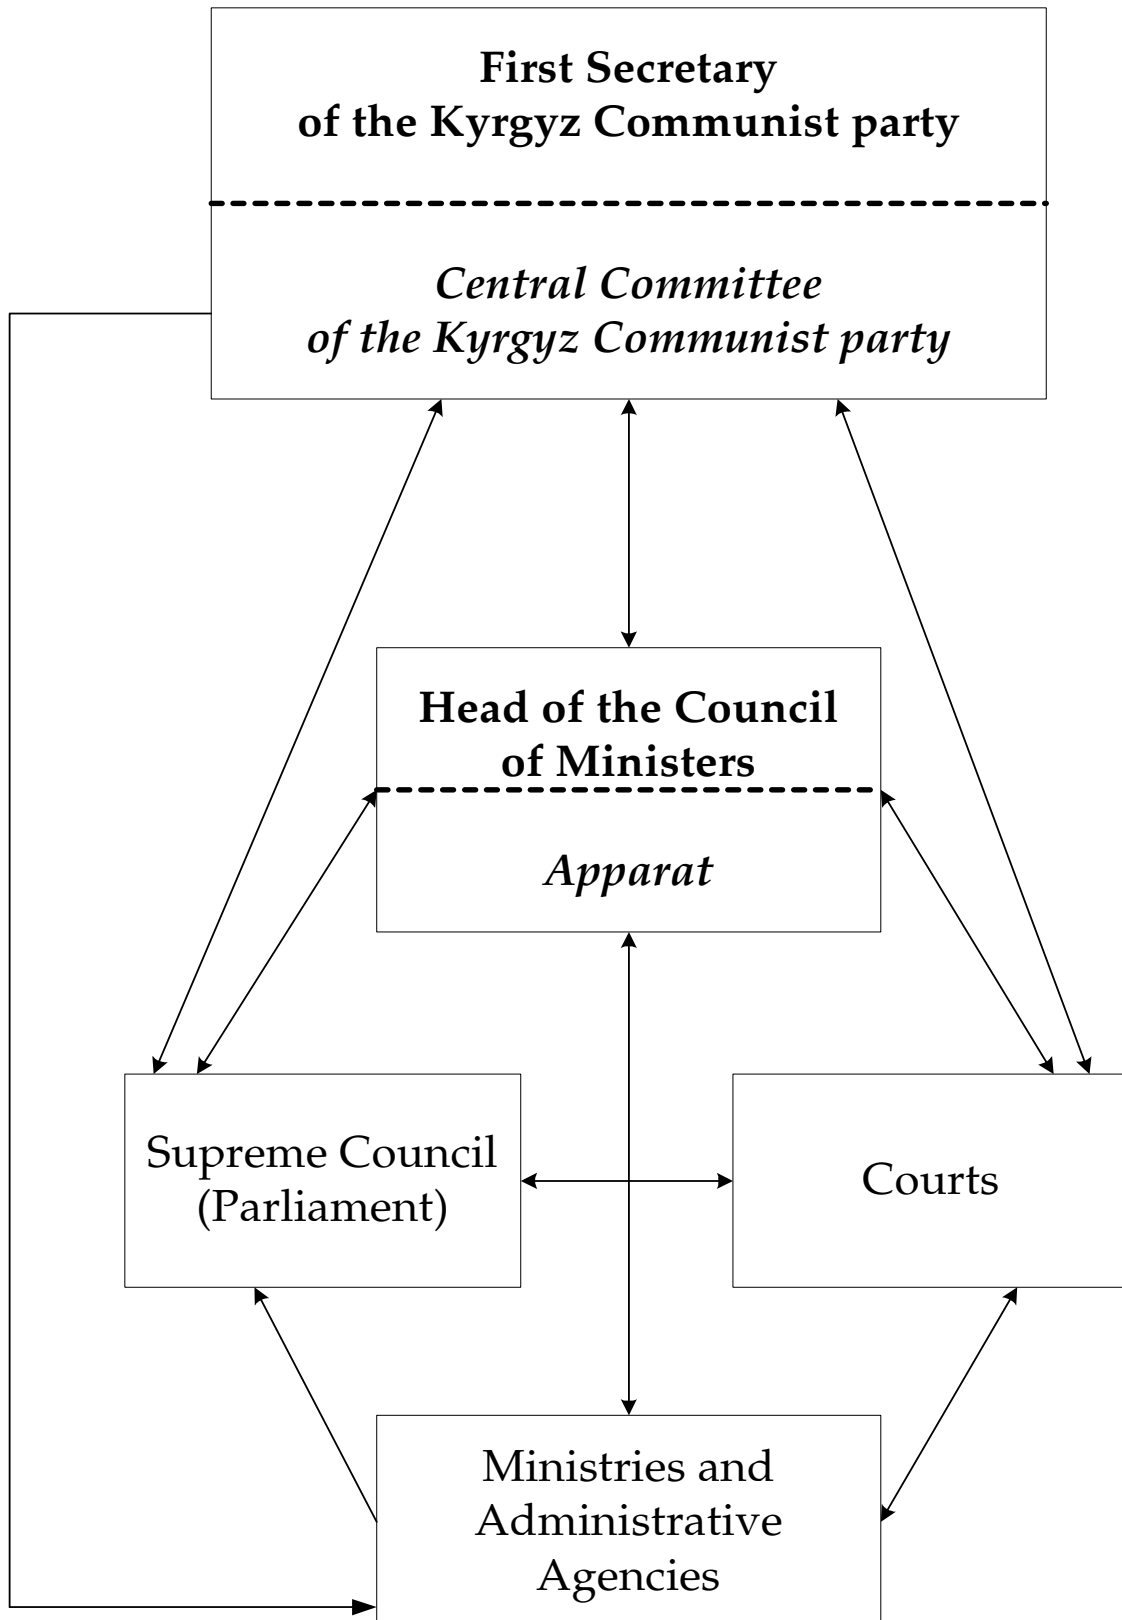 First Secretary
of the Kyrgyz Communist party
Central Committee
of the Kyrgyz Communist party
Head of the Council
of Ministers
Apparat
Supreme Council
(Parliament)
Courts
Ministries and
Administrative
Agencies